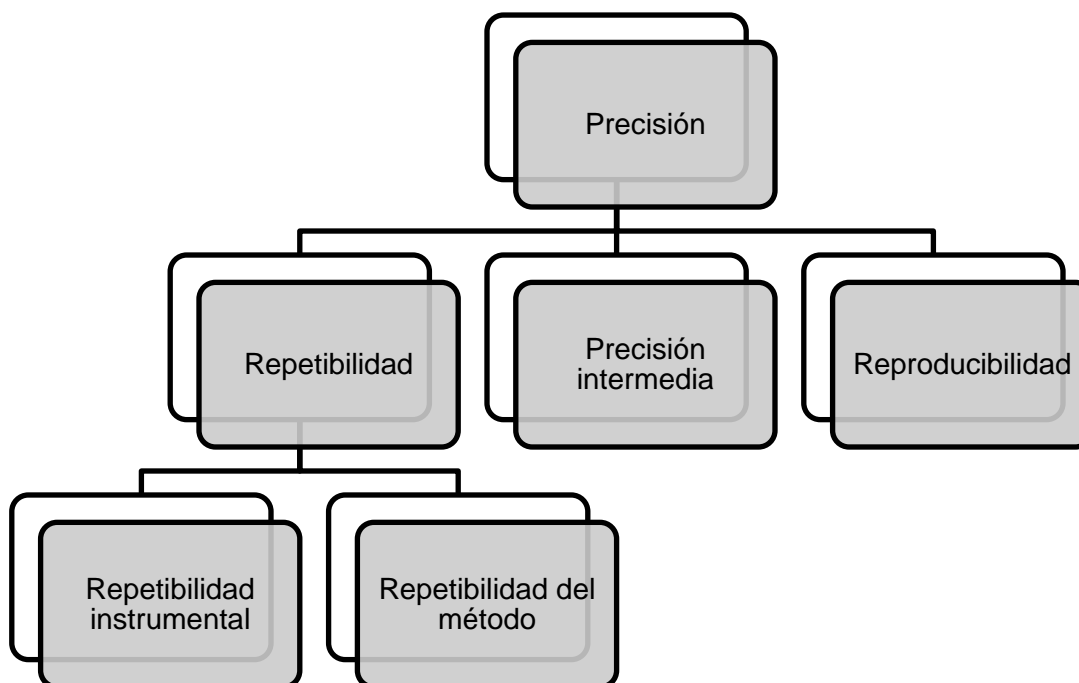 Precisión
Repetibilidad
Precisión
intermedia
Reproducibilidad
Repetibilidad
instrumental
Repetibilidad del
método